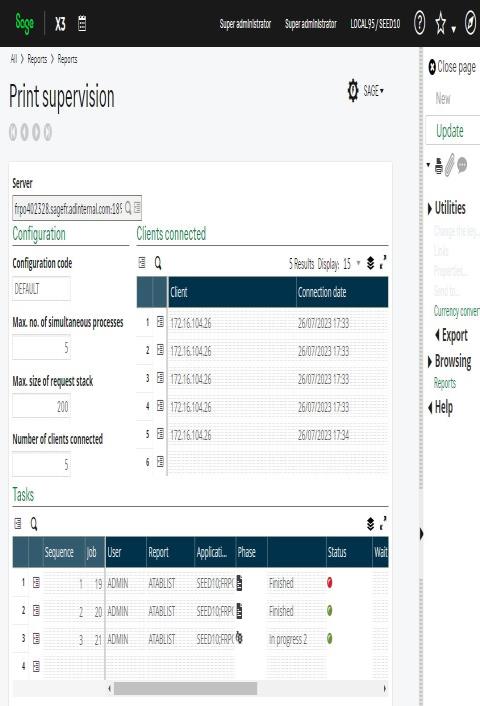 Sage X3 Super administrator Super administrator LOCAL95 / SEED10
All > Reports > Reports
Close page
Print supervision
SAGE
New
Update
Server
frpo402328.sagefr.adinternal.com:189
Utilities
Configuration Clients connected
Change the key...
Links
Configuration code
5 Results Display: 15
Properties...
DEFAULT
Client Connection date
Send to...
Currency conver
Max. no. of simultaneous processes
1 172.16.104.26 26/07/2023 17:33
Export
5
2 172.16.104.26 26/07/2023 17:33
Browsing
Max. size of request stack
3 172.16.104.26 26/07/2023 17:33
Reports
200
4 172.16.104.26 26/07/2023 17:33
Help
Number of clients connected
5 172.16.104.26 26/07/2023 17:34
5
6
Tasks
Sequence Job User Report Applicati... Phase Status Wait
1 1 19 ADMIN ATABLIST SEED10;FRPC Finished
2 2 20 ADMIN ATABLIST SEED10;FRPC Finished
3 3 21 ADMIN ATABLIST SEED10;FRPC In progress 2
4